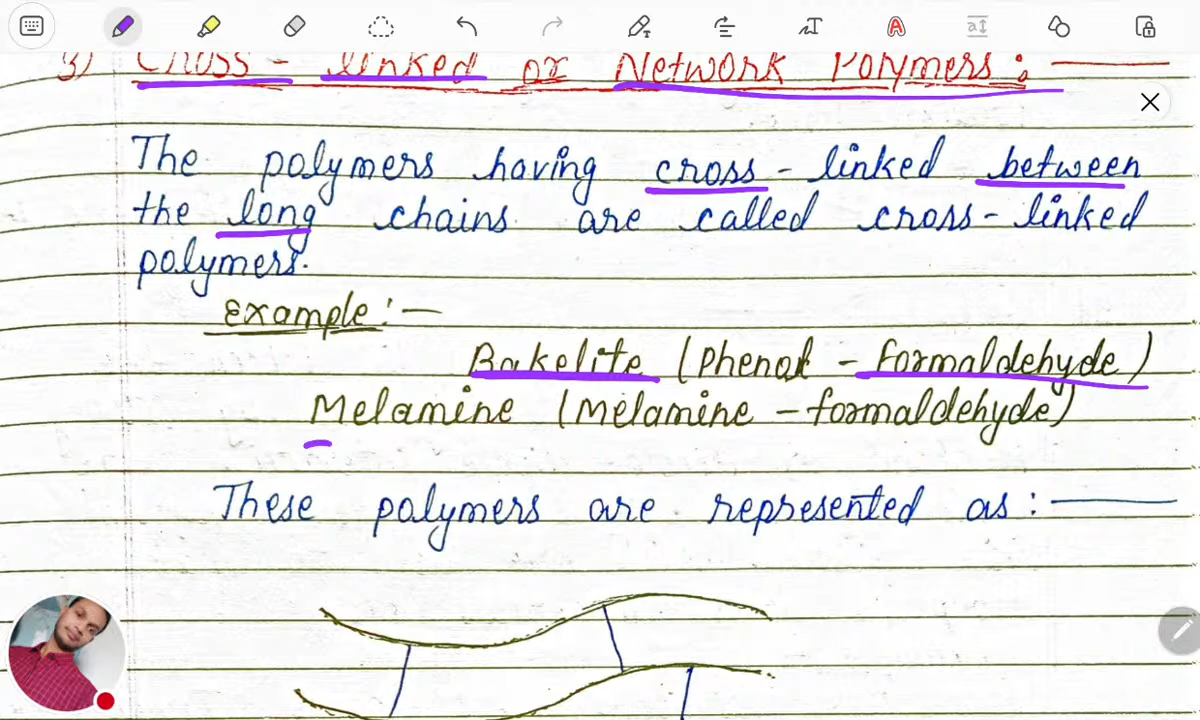 3) Cross - linked or Network Polymers :
The polymers having cross - linked between
the long chains are called cross - linked
polymers.
Example :-
Bakelite (Phenol - formaldehyde)
Melamine (Melamine - formaldehyde)
These polymers are represented as :